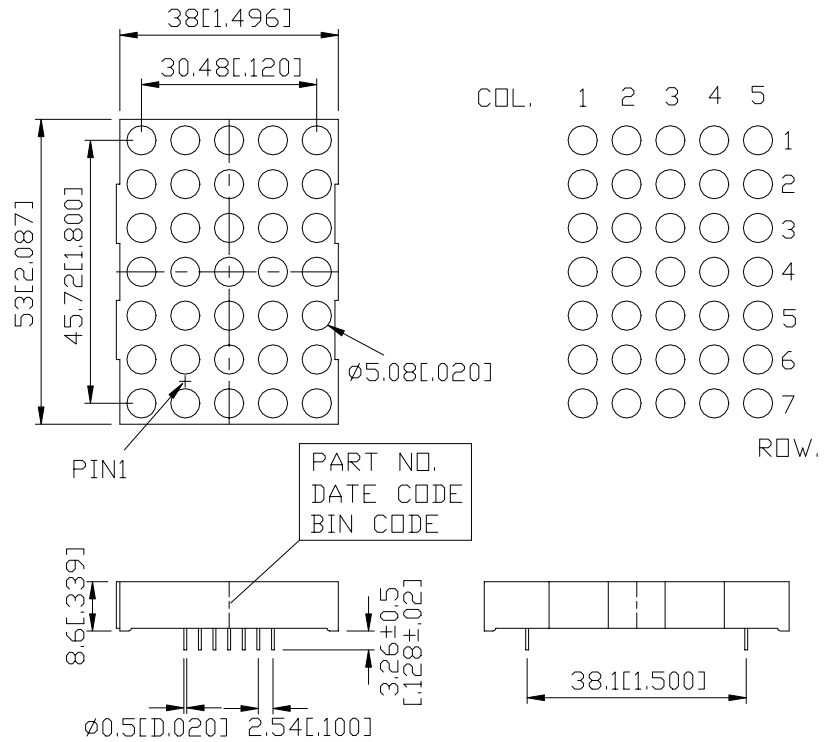 38[1.496]
30.48[.120]
COL. 1 2 3 4 5
1
2
3
4
5
6
7
ROW.
53[2.087]
45.72[1.800]
ø5.08[.020]
PIN1
PART NO.
DATE CODE
BIN CODE
8.6[.339]
3.26±0.5
[.128±.02]
38.1[1.500]
ø0.5[D.020]
2.54[.100]